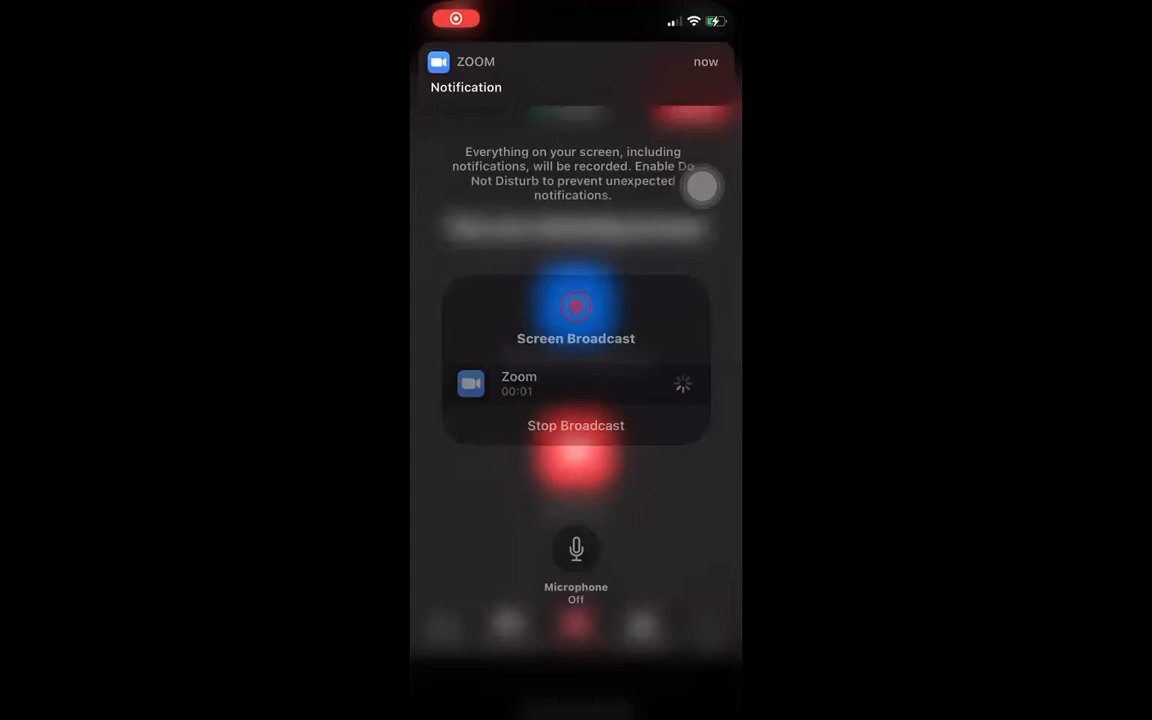 ZOOM
now
Notification
Everything on your screen, including
notifications, will be recorded. Enable Do
Not Disturb to prevent unexpected
notifications.
Screen Broadcast
Zoom
00:01
Stop Broadcast
Microphone
Off